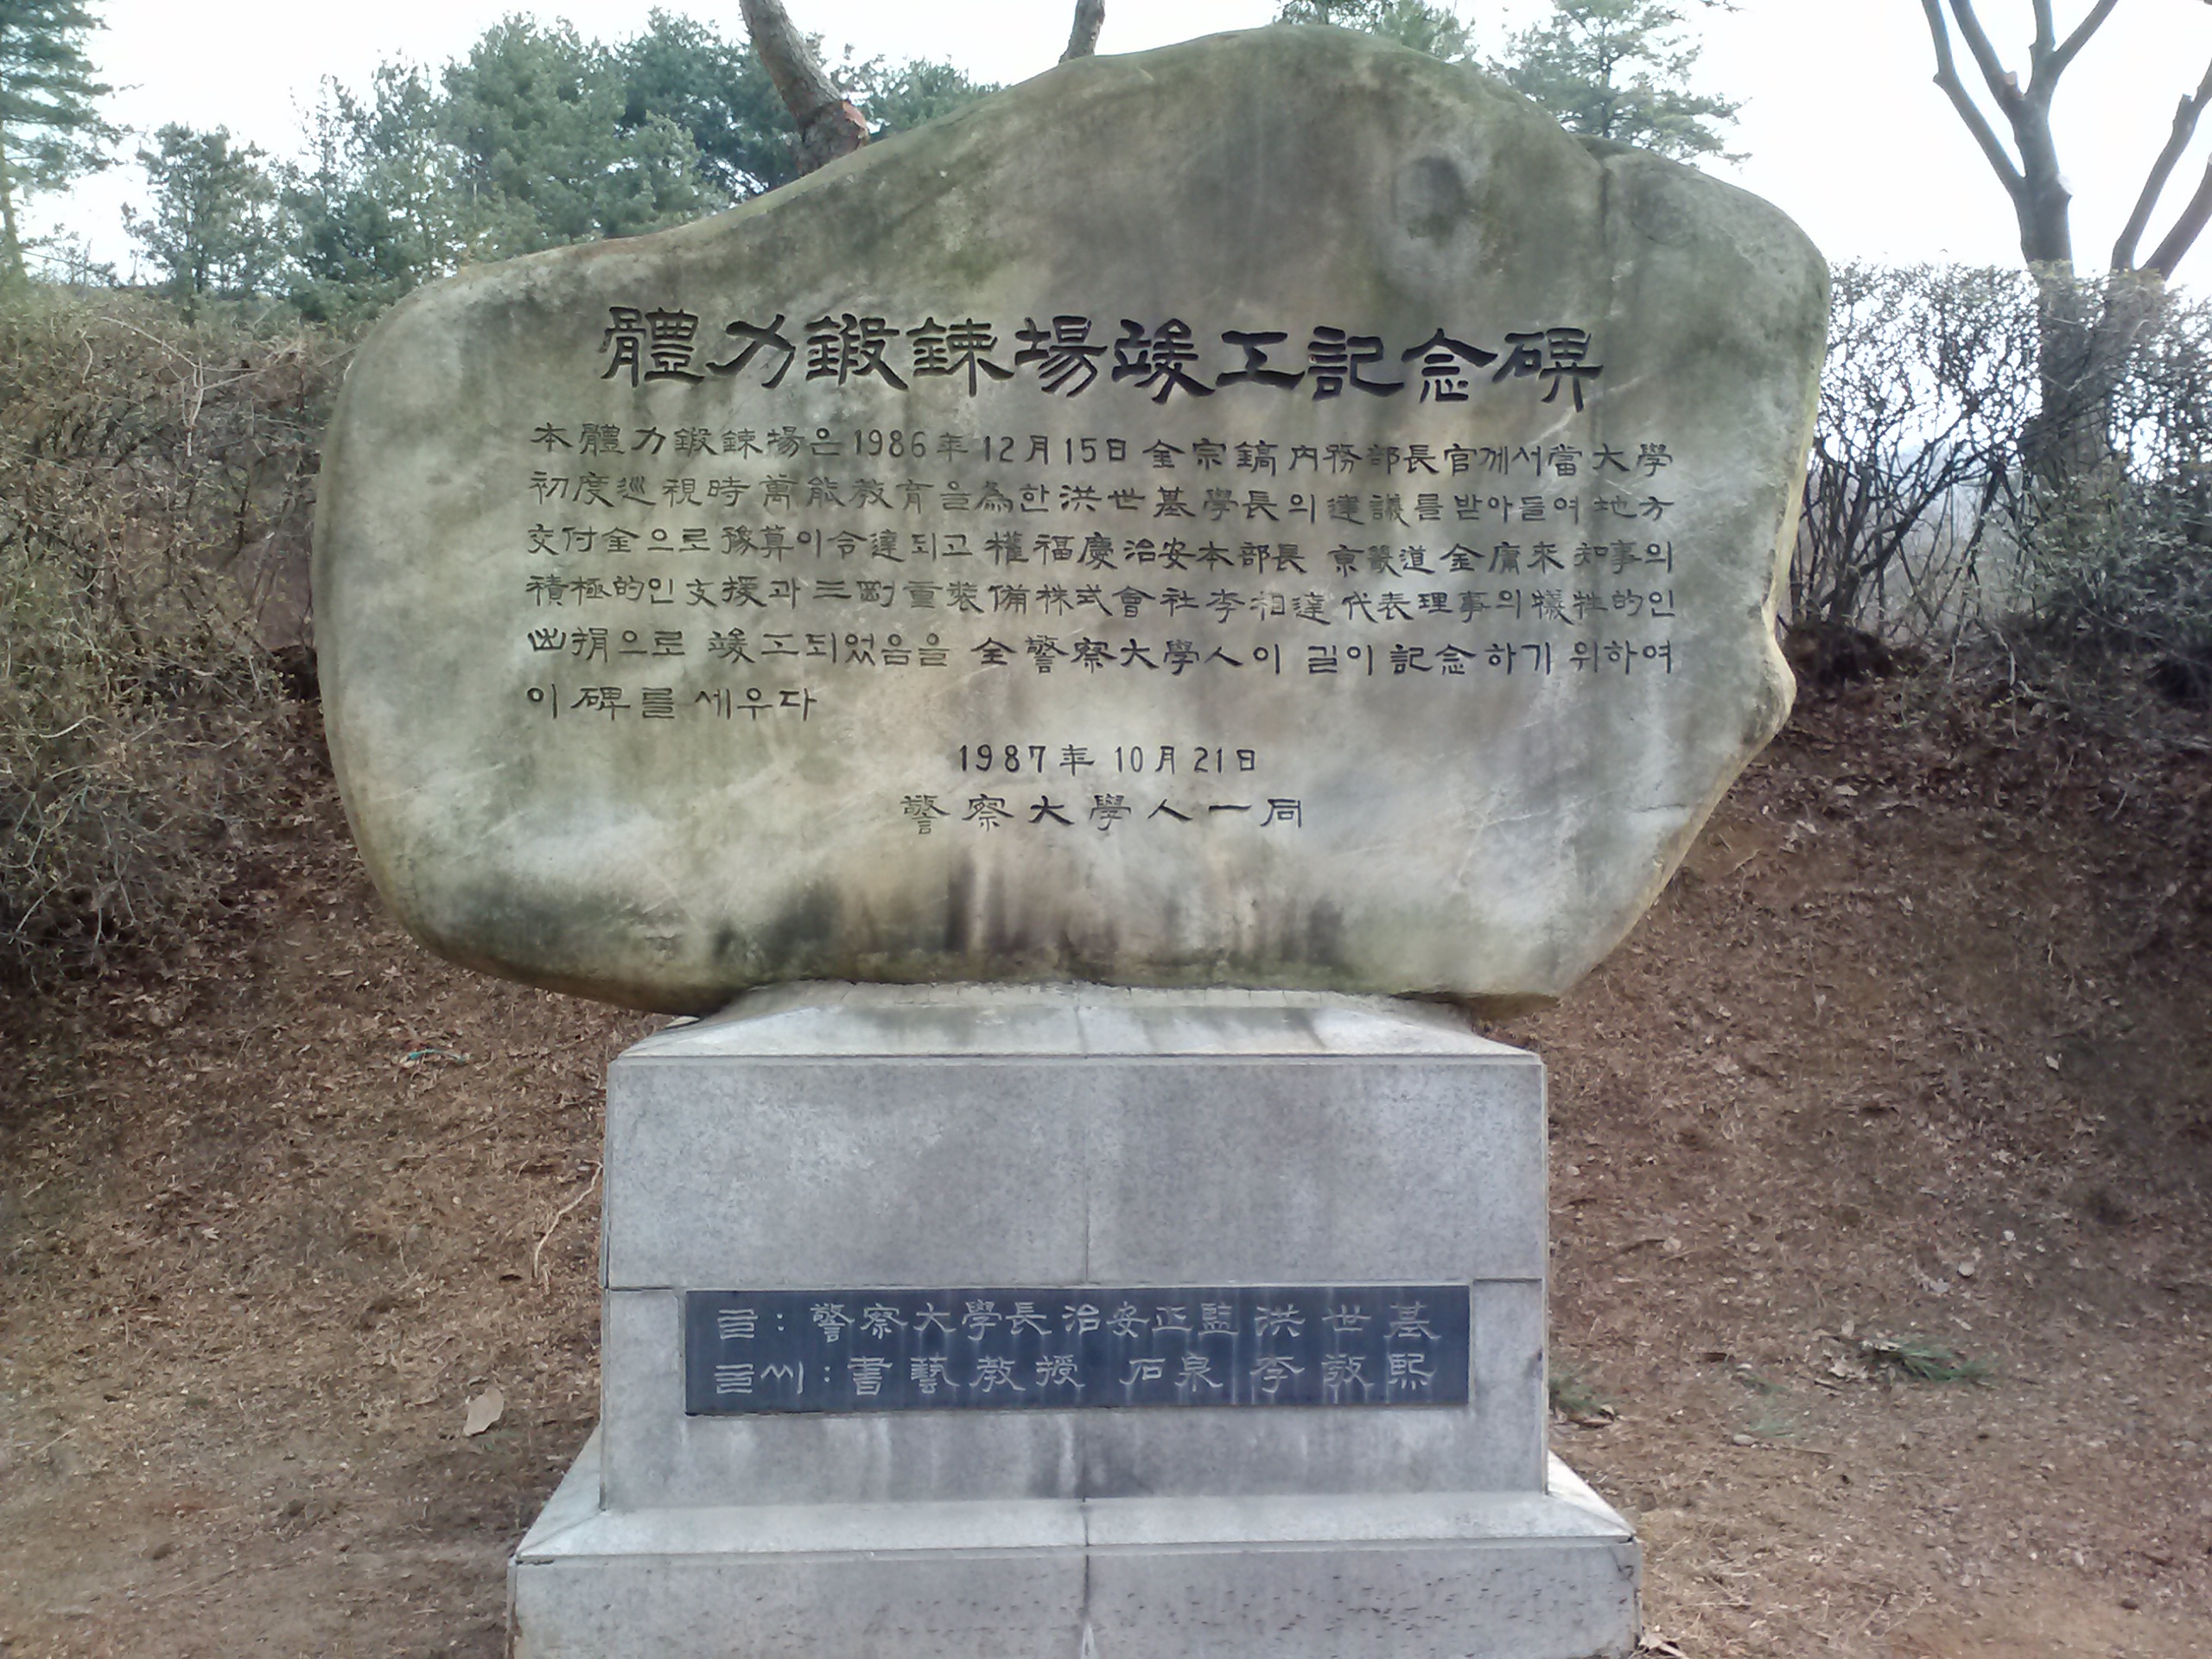 體力鍛鍊場竣工記念碑
本體力鍛鍊場은 1986年 12月 15日 金宗鎬 內務部長官께서 當大學
初度巡視時 萬能教育을 為한 洪世基學長의 建議를 받아들여 地方
交付金으로 豫算이 令達되고 權福慶 治安本部長 京畿道 金庸來 知事의
積極的인 支援과 三剛重裝備株式會社 李相達 代表理事의 犧牲的인
出捐으로 竣工되었음을 全警察大學人이 길이 記念하기 위하여
이 碑를 세우다
1987年 10月 21日
警察大學人一同
글: 警察大學長 治安正監 洪世基
글씨: 書藝教授 石泉 李敭熙